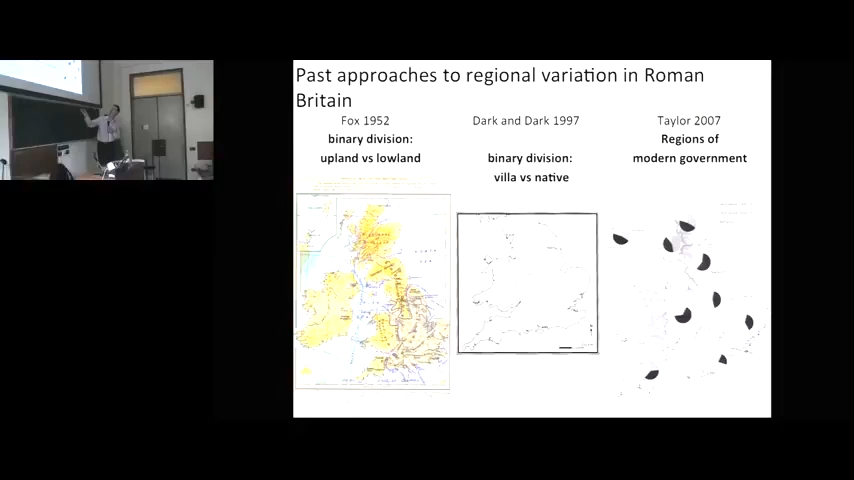 Past approaches to regional variation in Roman
Britain
Fox 1952
binary division:
upland vs lowland
Dark and Dark 1997
binary division:
villa vs native
Taylor 2007
Regions of
modern government